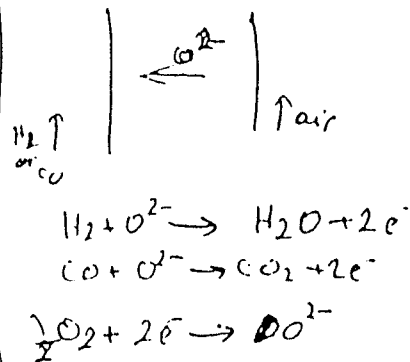 O²⁻
H₂ ↑
or CO
↑ air
H₂ + O²⁻ → H₂O + 2e⁻
CO + O²⁻ → CO₂ + 2e⁻
½O₂ + 2e⁻ → O²⁻